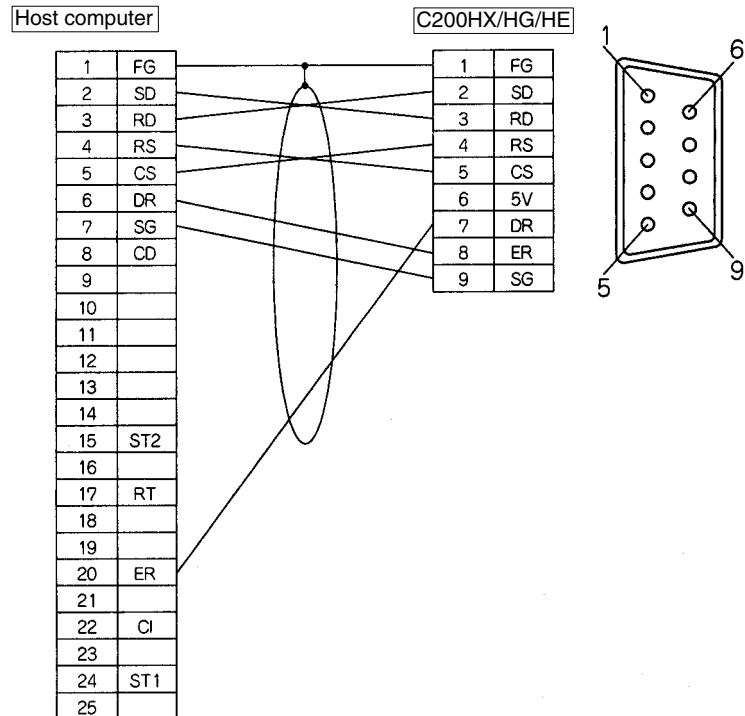 Host computer
C200HX/HG/HE
1 FG
2 SD
3 RD
4 RS
5 CS
6 DR
7 SG
8 CD
9
10
11
12
13
14
15 ST2
16
17 RT
18
19
20 ER
21
22 CI
23
24 ST1
25
1 FG
2 SD
3 RD
4 RS
5 CS
6 5V
7 DR
8 ER
9 SG
1
6
5
9